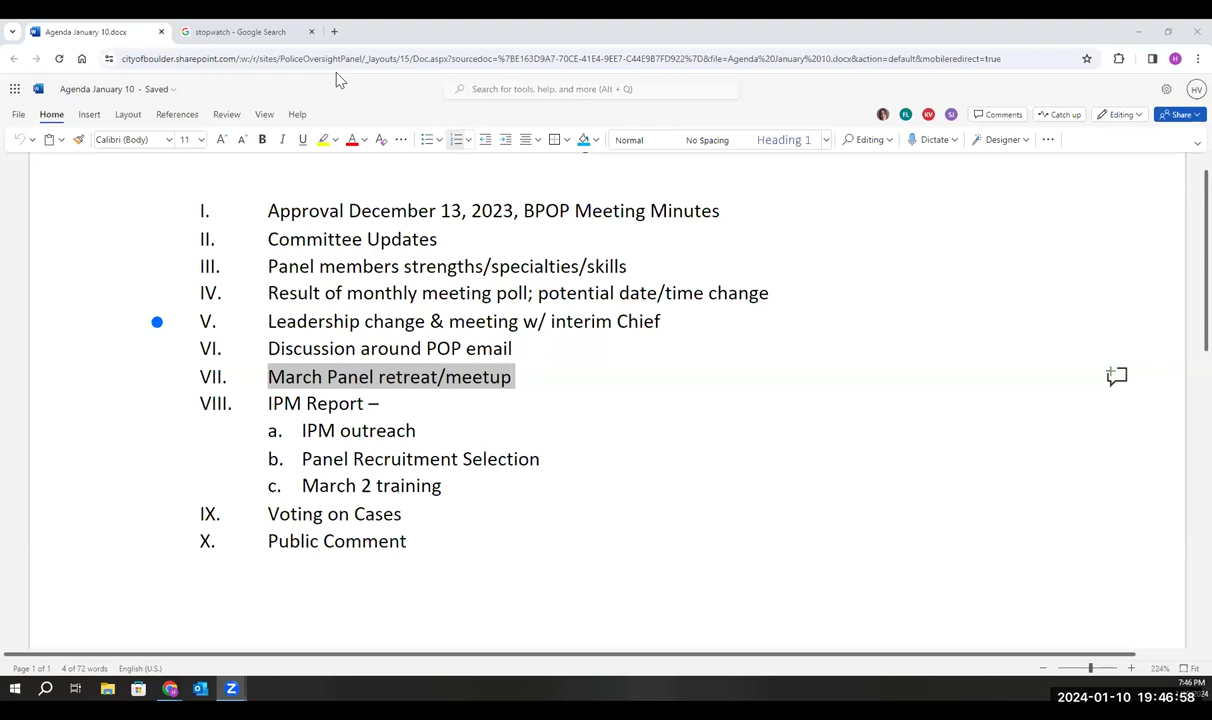 Agenda January 10.docx
stopwatch - Google Search
cityofboulder.sharepoint.com/:w:/r/sites/PoliceOversightPanel/_layouts/15/Doc.aspx?sourcedoc=%7BE163D9A7-70CE-41E4-9EE7-C44E9B7FD922%7D&file=Agenda%20January%2010.docx&action=default&mobileredirect=true
H
Agenda January 10 - Saved
Search for tools, help, and more (Alt + Q)
HV
File Home Insert Layout References Review View Help
FL KV SJ Comments Catch up Editing Share
Calibri (Body) 11 Normal No Spacing Heading 1 Editing Dictate Designer
I. Approval December 13, 2023, BPOP Meeting Minutes
II. Committee Updates
III. Panel members strengths/specialties/skills
IV. Result of monthly meeting poll; potential date/time change
V. Leadership change & meeting w/ interim Chief
VI. Discussion around POP email
VII. March Panel retreat/meetup
VIII. IPM Report –
a. IPM outreach
b. Panel Recruitment Selection
c. March 2 training
IX. Voting on Cases
X. Public Comment
Page 1 of 1 4 of 72 words English (U.S.) 224% Fit
7:46 PM
2024-01-10 19:46:58